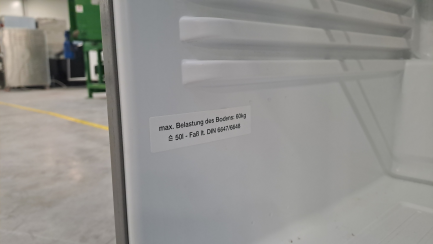 max. Belastung des Bodens: 80kg
≙ 50l - Faß lt. DIN 6647/6648